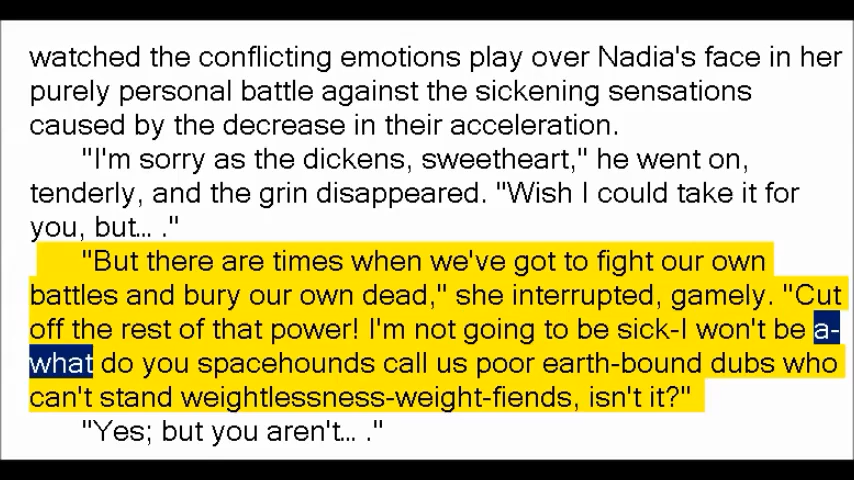 watched the conflicting emotions play over Nadia's face in her
purely personal battle against the sickening sensations
caused by the decrease in their acceleration.
"I'm sorry as the dickens, sweetheart," he went on,
tenderly, and the grin disappeared. "Wish I could take it for
you, but... ."
"But there are times when we've got to fight our own
battles and bury our own dead," she interrupted, gamely. "Cut
off the rest of that power! I'm not going to be sick-I won't be a-
what do you spacehounds call us poor earth-bound dubs who
can't stand weightlessness-weight-fiends, isn't it?"
"Yes; but you aren't... ."